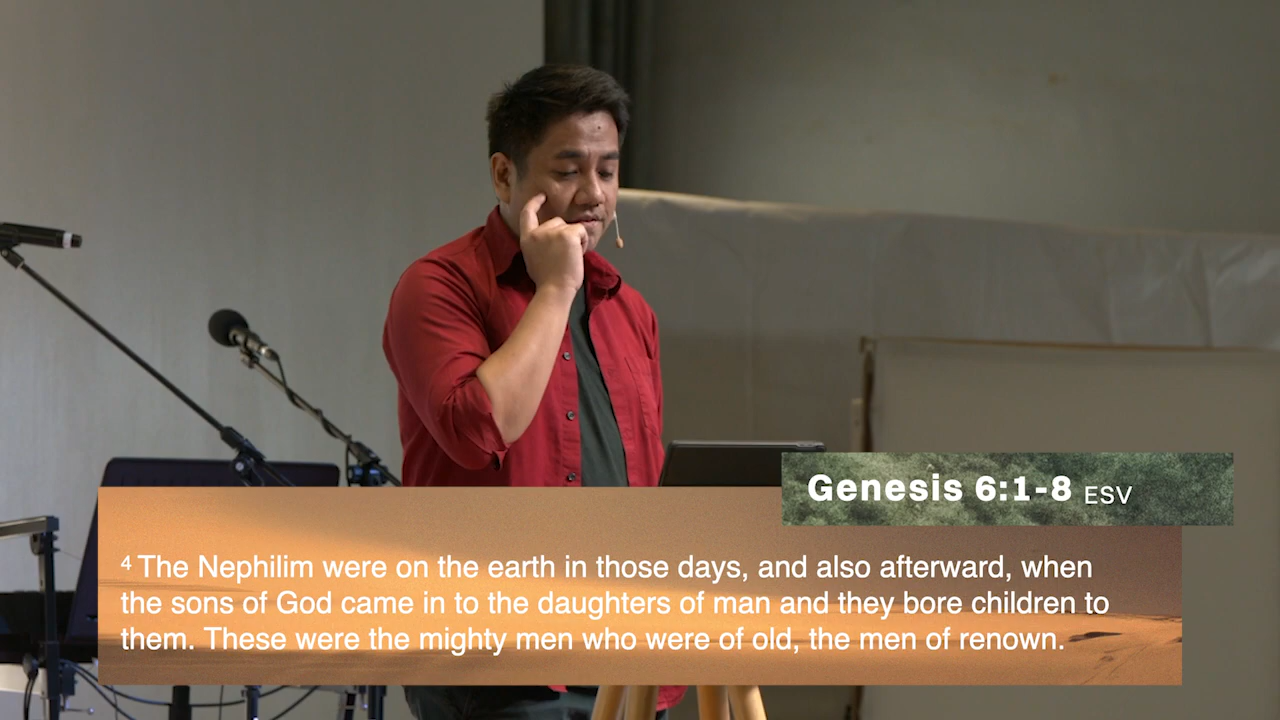 Genesis 6:1-8 ESV
4 The Nephilim were on the earth in those days, and also afterward, when
the sons of God came in to the daughters of man and they bore children to
them. These were the mighty men who were of old, the men of renown.